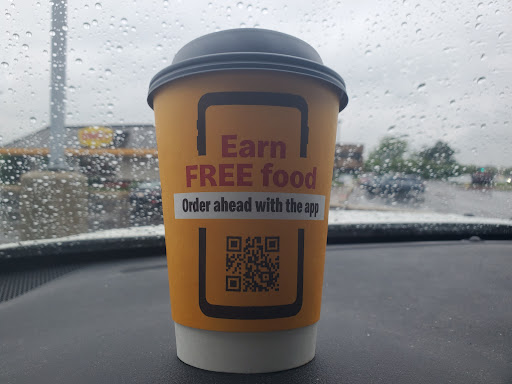 Earn
FREE food
Order ahead with the app